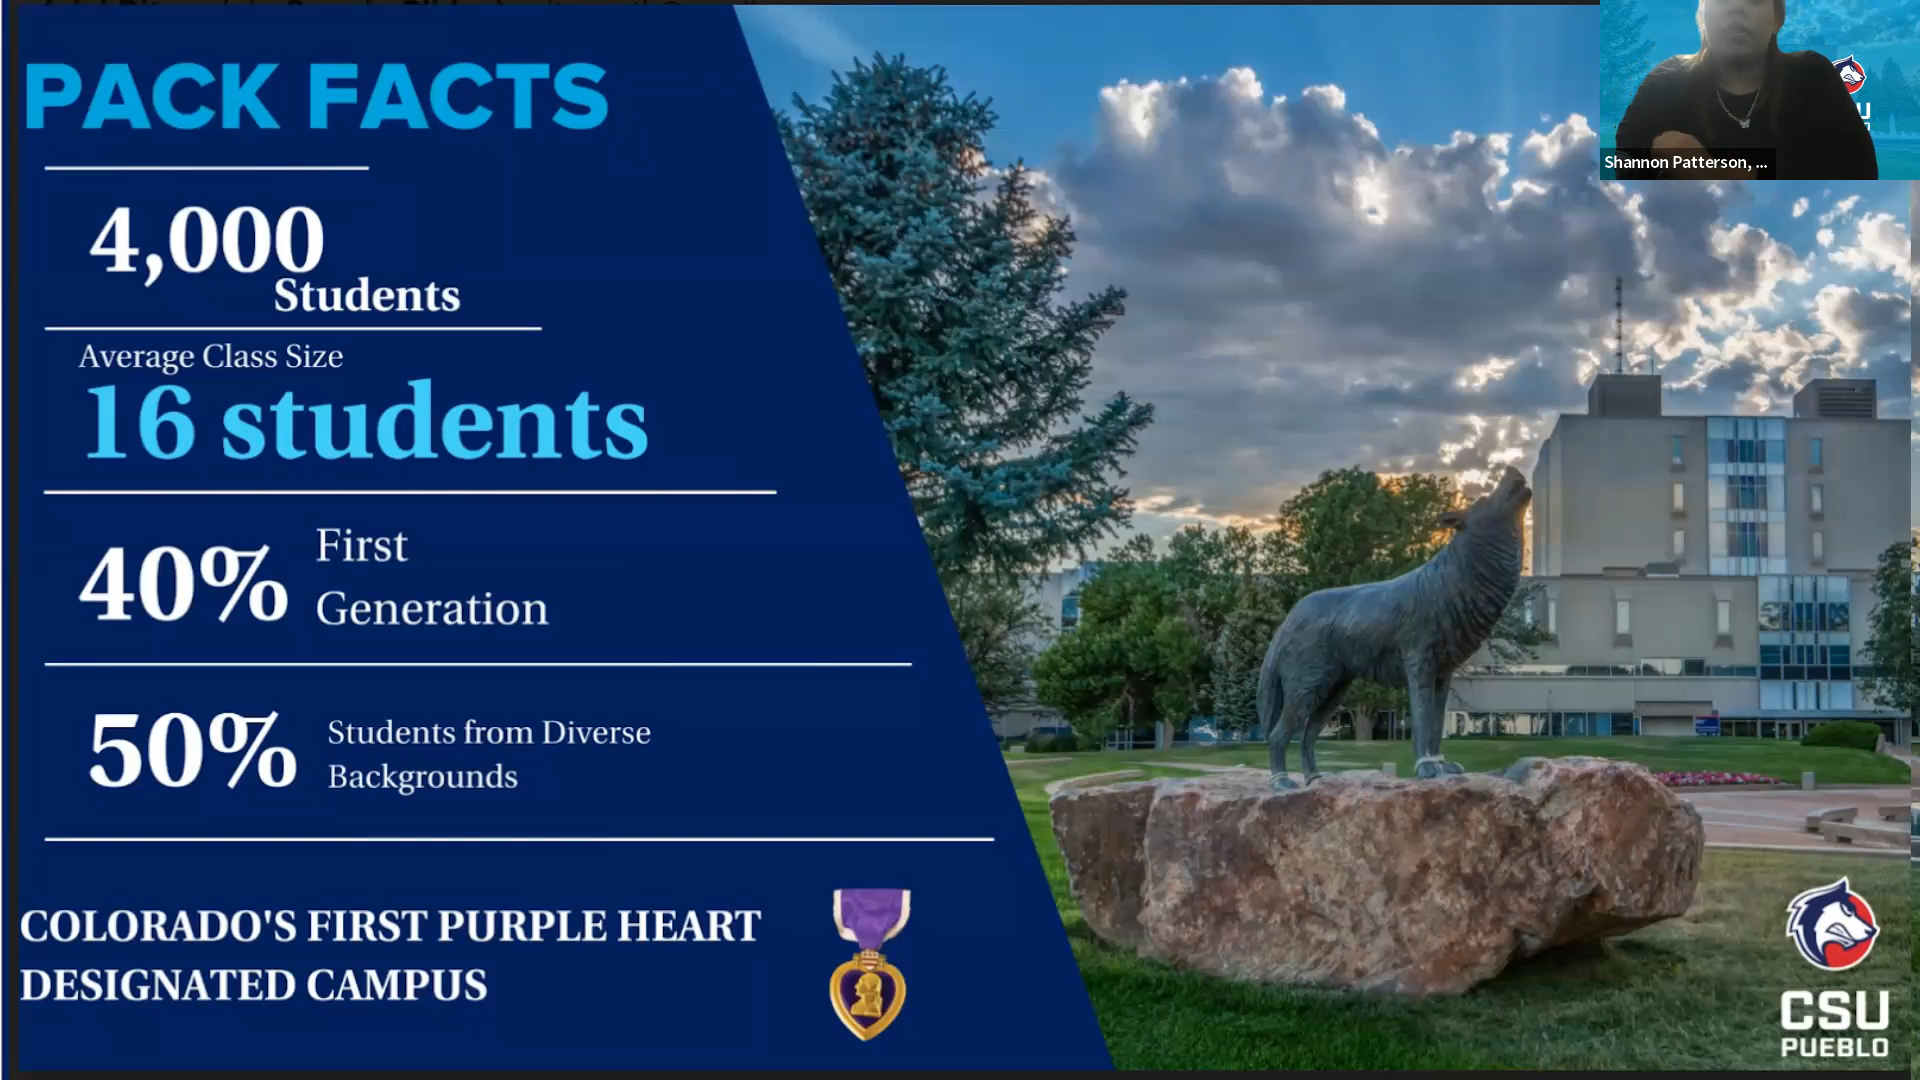 PACK FACTS
4,000
Students
Average Class Size
16 students
40%
First
Generation
50%
Students from Diverse
Backgrounds
COLORADO'S FIRST PURPLE HEART
DESIGNATED CAMPUS
Shannon Patterson, ...
CSU
PUEBLO